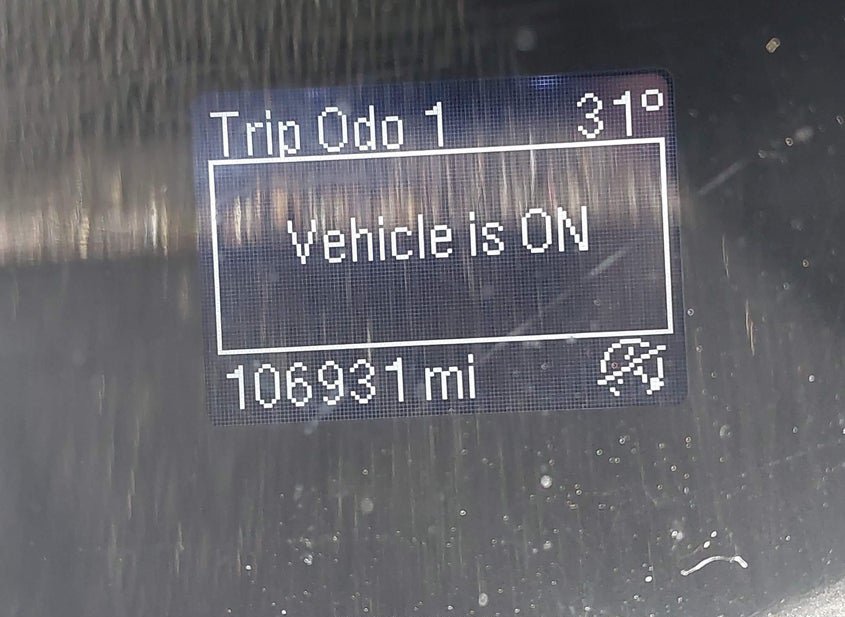 Trip Odo 1 31°
Vehicle is ON
106931 mi